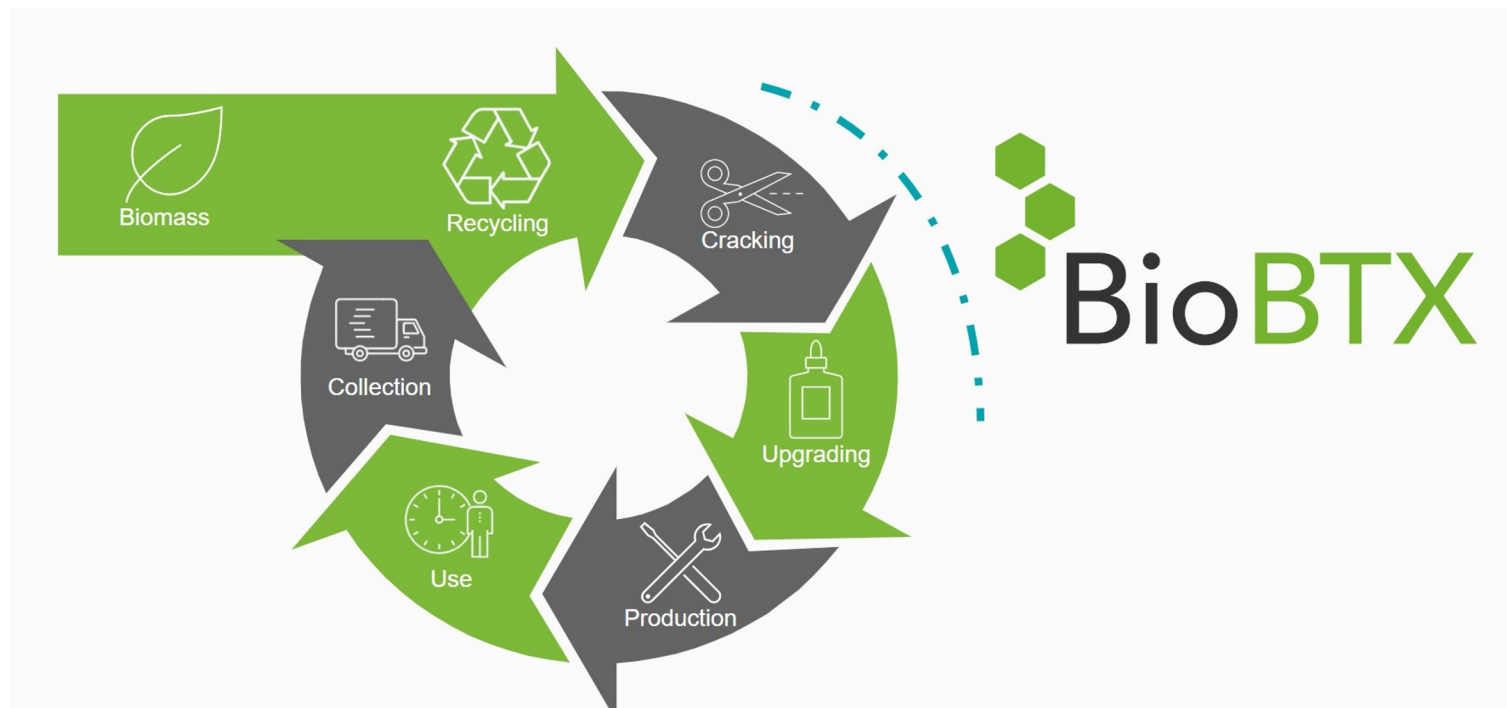 Biomass
Recycling
Cracking
BioBTX
Collection
Upgrading
Use
Production